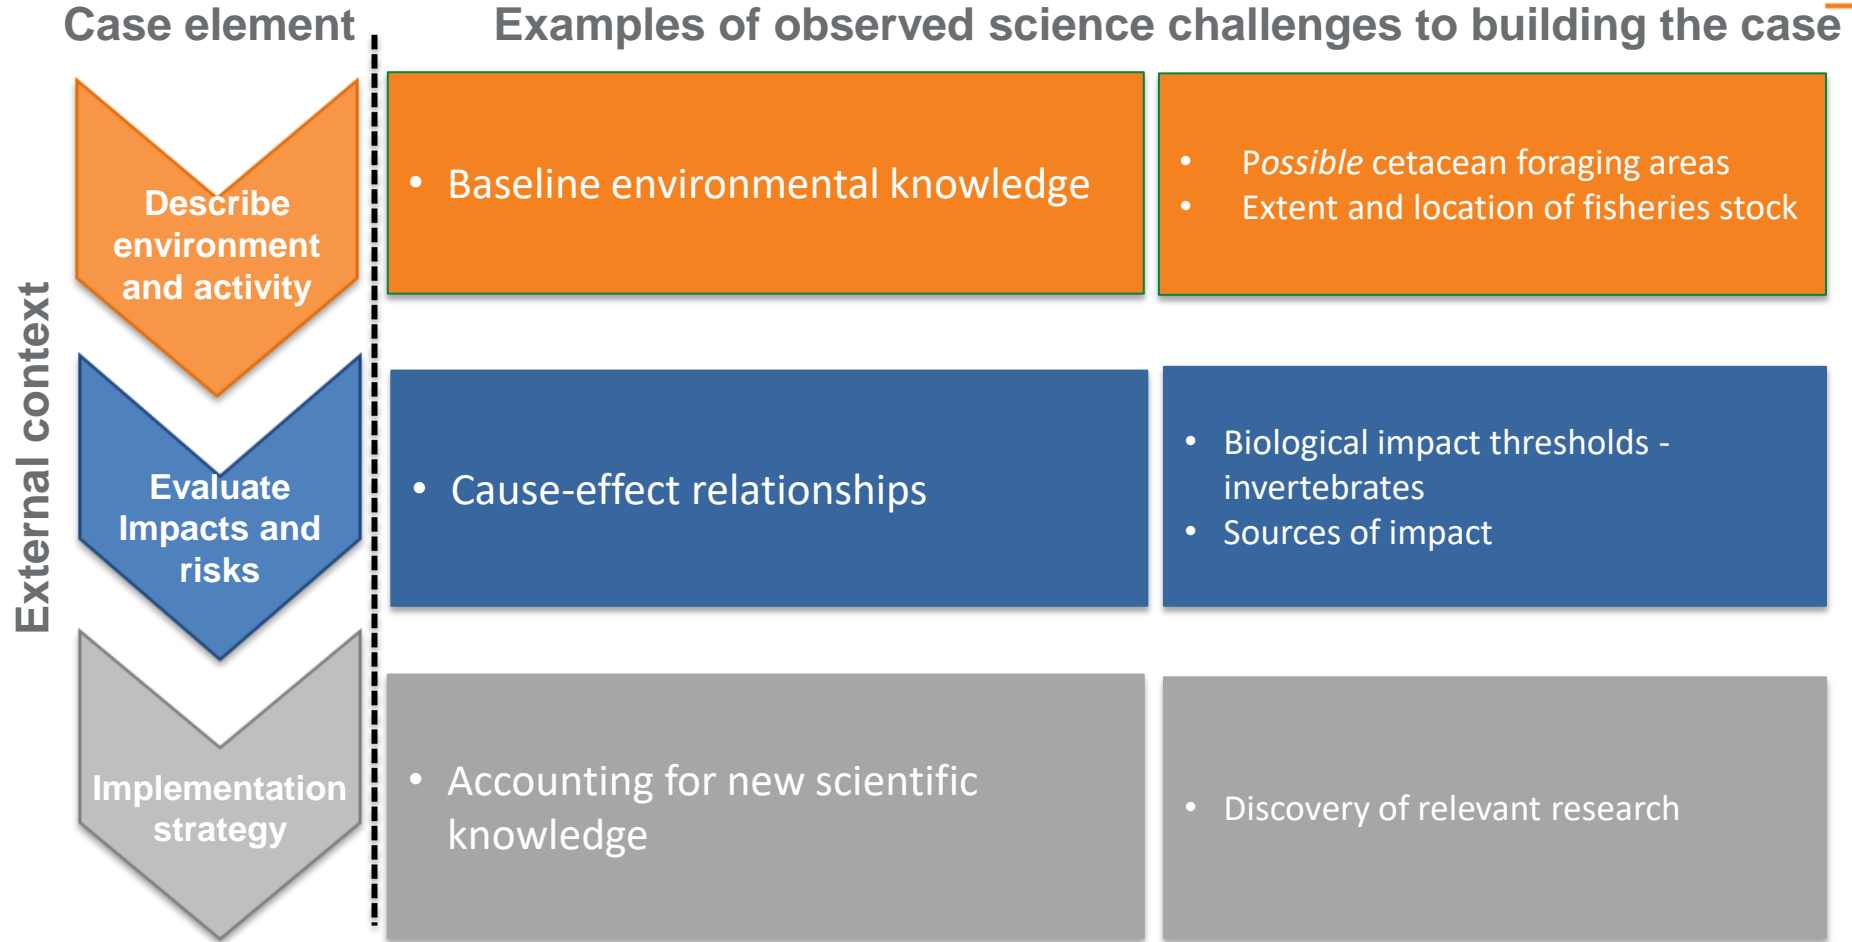 Case element
Examples of observed science challenges to building the case
External context
Describe
environment
and activity
• Baseline environmental knowledge
• Possible cetacean foraging areas
• Extent and location of fisheries stock
Evaluate
Impacts and
risks
• Cause-effect relationships
• Biological impact thresholds -
invertebrates
• Sources of impact
Implementation
strategy
• Accounting for new scientific
knowledge
• Discovery of relevant research